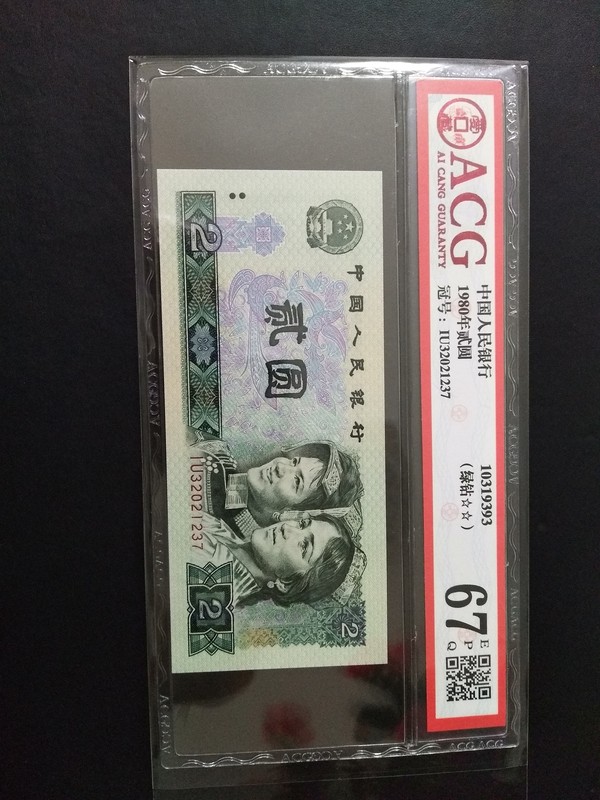 ACG
AI CANG GUARANTY
中国人民银行
1980年贰圆
冠号：IU32021237
10319393
（绿钻☆☆）
67
E
P
Q
中国人民银行
贰圆
2
IU32021237
2
2